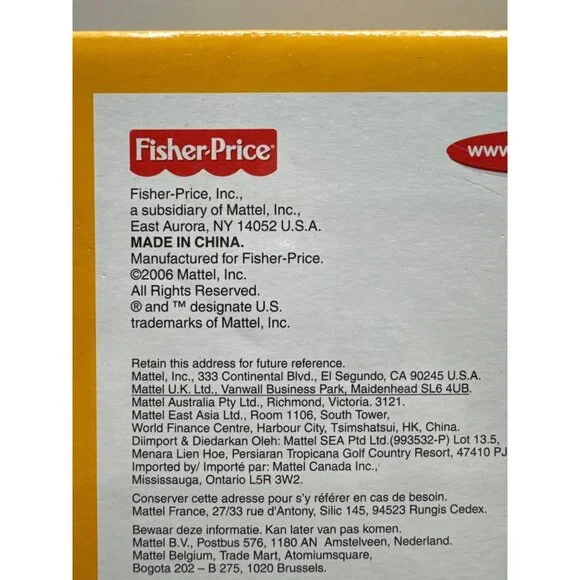 Fisher-Price®
www
Fisher-Price, Inc.,
a subsidiary of Mattel, Inc.,
East Aurora, NY 14052 U.S.A.
MADE IN CHINA.
Manufactured for Fisher-Price.
©2006 Mattel, Inc.
All Rights Reserved.
® and ™ designate U.S.
trademarks of Mattel, Inc.
Retain this address for future reference.
Mattel, Inc., 333 Continental Blvd., El Segundo, CA 90245 U.S.A.
Mattel U.K. Ltd., Vanwall Business Park, Maidenhead SL6 4UB.
Mattel Australia Pty Ltd., Richmond, Victoria. 3121.
Mattel East Asia Ltd., Room 1106, South Tower,
World Finance Centre, Harbour City, Tsimshatsui, HK, China.
Diimport & Diedarkan Oleh: Mattel SEA Ptd Ltd.(993532-P) Lot 13.5,
Menara Lien Hoe, Persiaran Tropicana Golf Country Resort, 47410 PJ
Imported by/ Importé par: Mattel Canada Inc.,
Mississauga, Ontario L5R 3W2.
Conserver cette adresse pour s'y référer en cas de besoin.
Mattel France, 27/33 rue d'Antony, Silic 145, 94523 Rungis Cedex.
Bewaar deze informatie. Kan later van pas komen.
Mattel B.V., Postbus 576, 1180 AN Amstelveen, Nederland.
Mattel Belgium, Trade Mart, Atomiumsquare,
Bogota 202 – B 275, 1020 Brussels.